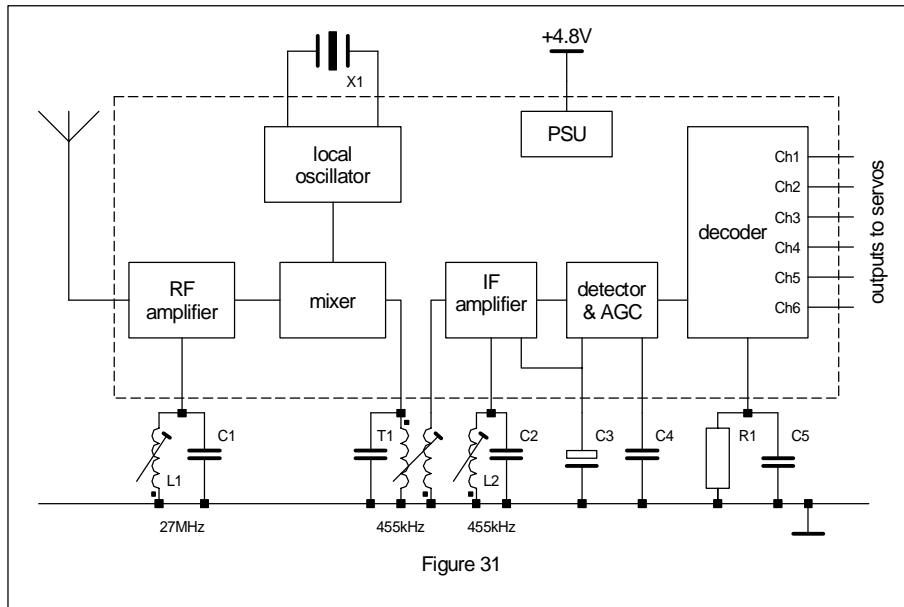 +4.8V
X1
PSU
local
oscillator
Ch1
Ch2
Ch3
Ch4
Ch5
Ch6
decoder
outputs to servos
RF
amplifier
mixer
IF
amplifier
detector
& AGC
L1
C1
T1
L2
C2
C3
C4
R1
C5
27MHz
455kHz
455kHz
Figure 31